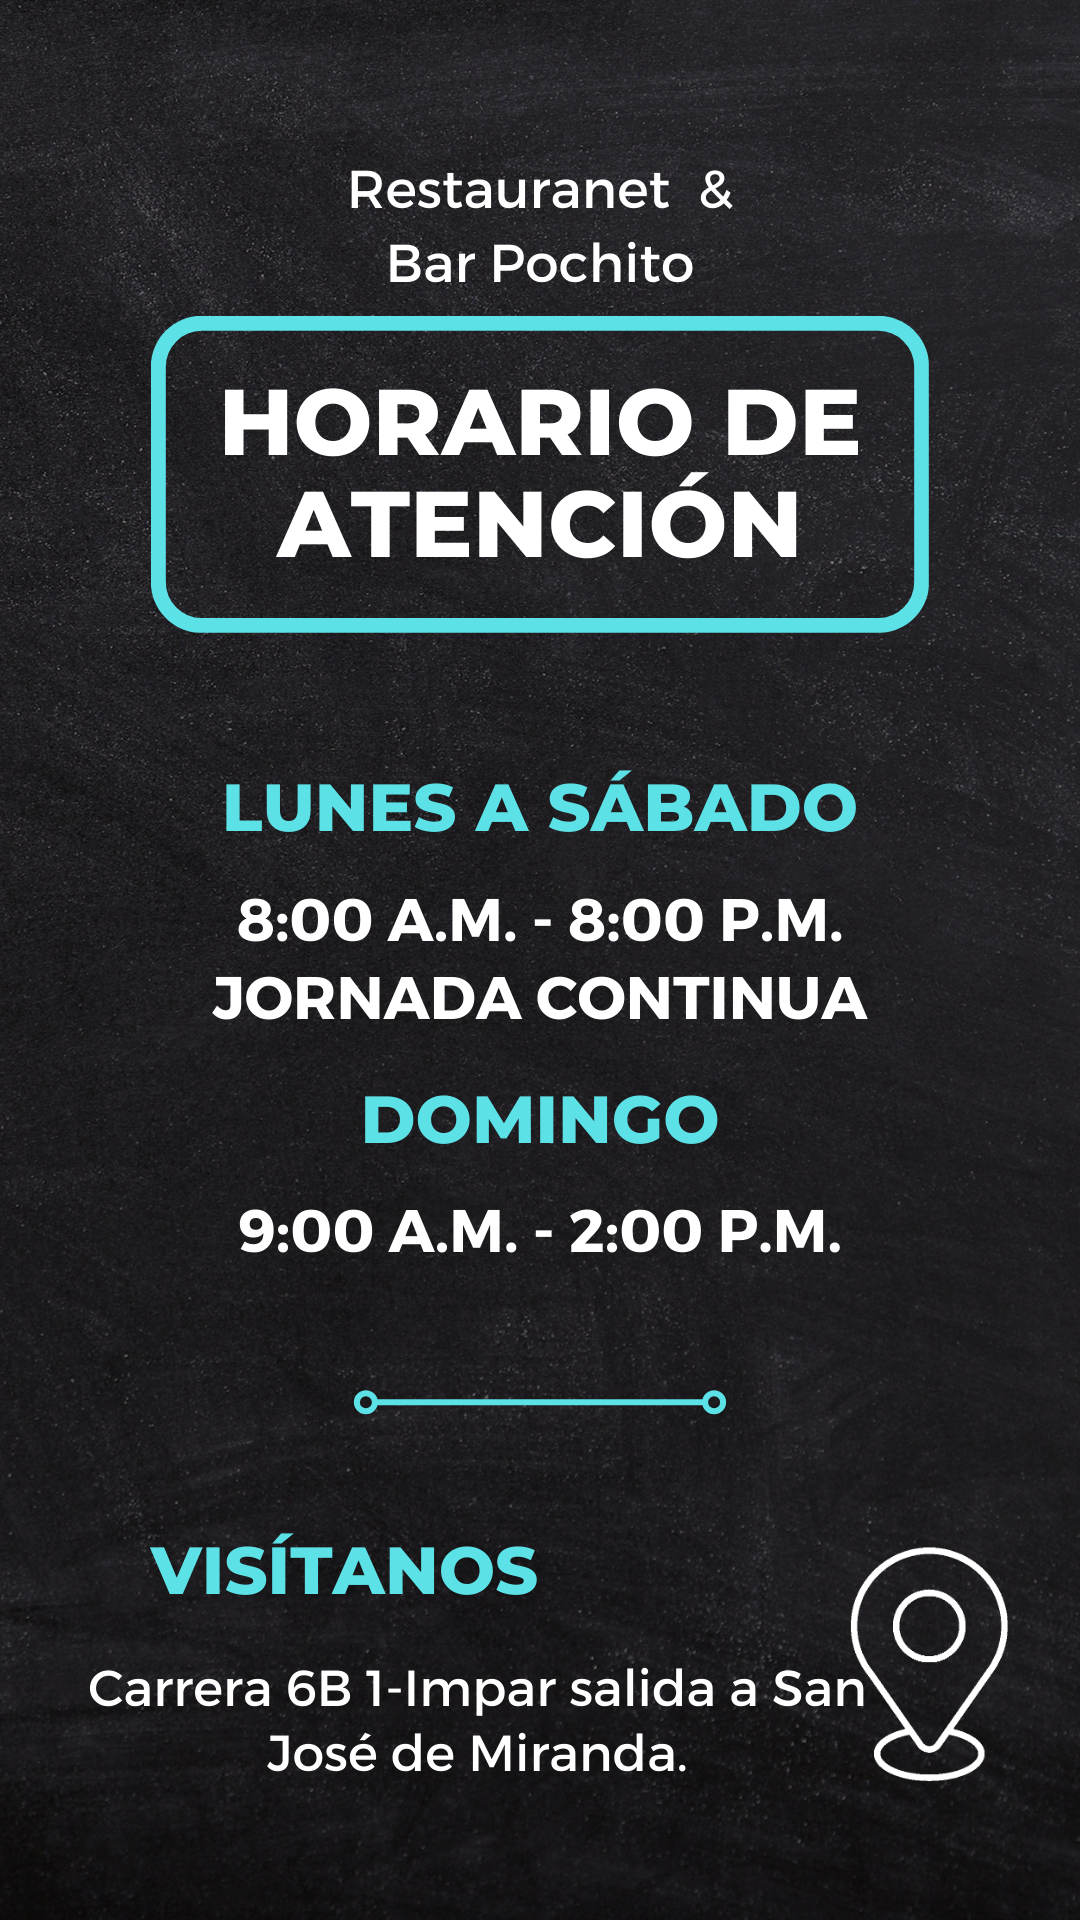 Restauranet &
Bar Pochito
HORARIO DE
ATENCIÓN
LUNES A SÁBADO
8:00 A.M. - 8:00 P.M.
JORNADA CONTINUA
DOMINGO
9:00 A.M. - 2:00 P.M.
VISÍTANOS
Carrera 6B 1-Impar salida a San
José de Miranda.